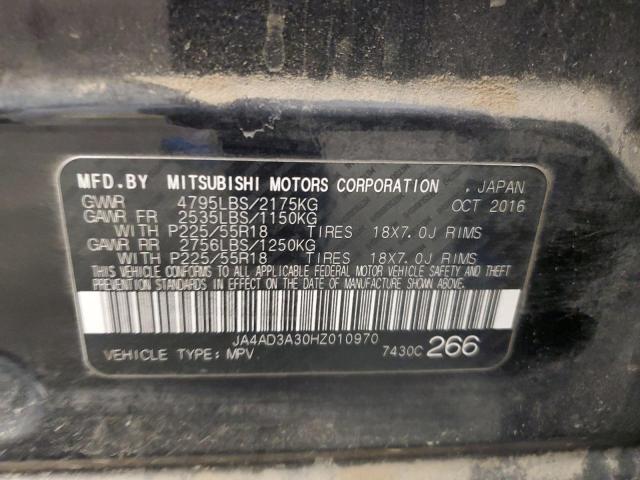 MFD.BY MITSUBISHI MOTORS CORPORATION . JAPAN
GVWR 4795LBS/2175KG OCT 2016
GAWR FR 2535LBS/1150KG
WITH P225/55R18 TIRES 18X7.0J RIMS
GAWR RR 2756LBS/1250KG
WITH P225/55R18 TIRES 18X7.0J RIMS
THIS VEHICLE CONFORMS TO ALL APPLICABLE FEDERAL MOTOR VEHICLE SAFETY AND THEFT
PREVENTION STANDARDS IN EFFECT ON THE DATE OF MANUFACTURE SHOWN ABOVE.
JA4AD3A30HZ010970
VEHICLE TYPE: MPV 7430C 266